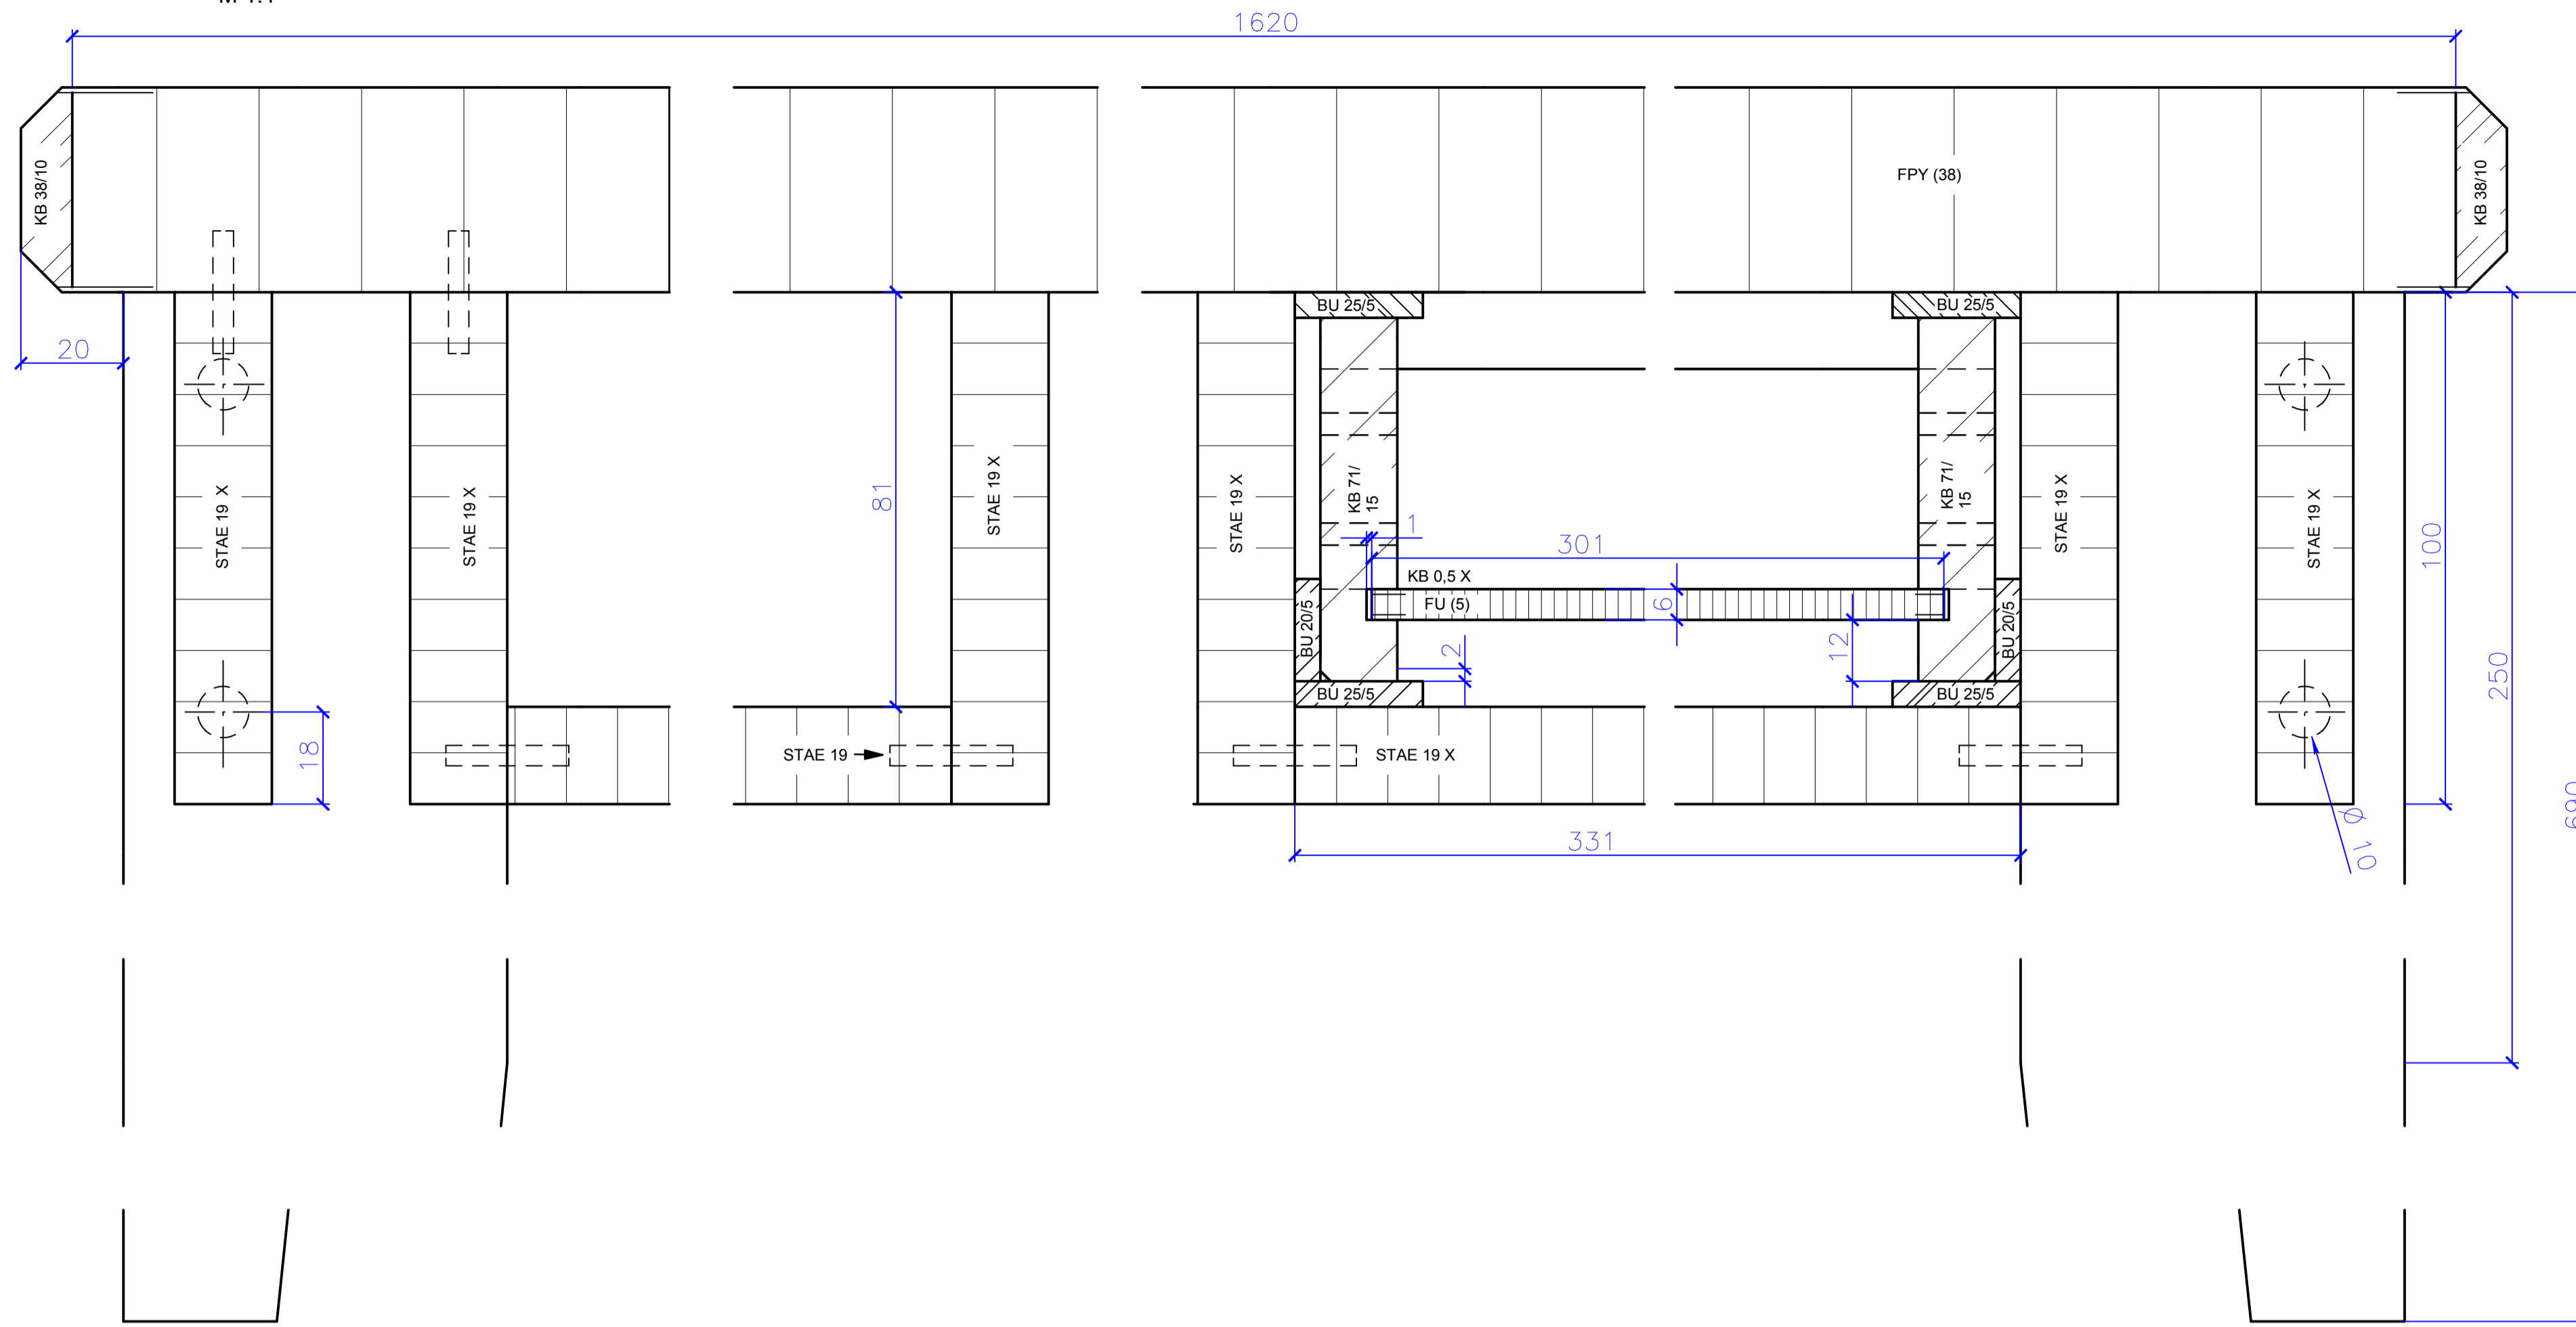 1620
KB 38/10
FPY (38)
KB 38/10
BU 25/5
BU 25/5
20
STAE 19 X
STAE 19 X
81
STAE 19 X
STAE 19 X
KB 71/
15
KB 71/
15
STAE 19 X
STAE 19 X
1
301
100
KB 0,5 X
FU (5)
6
BU 20/5
BU 20/5
2
12
250
BU 25/5
BU 25/5
18
STAE 19
STAE 19 X
331
Ø 10
690